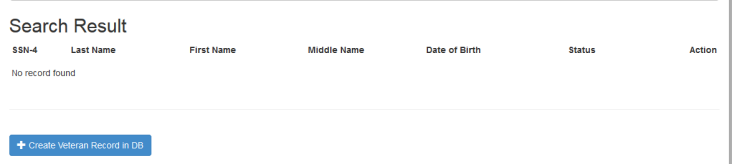 Search Result
SSN-4 Last Name First Name Middle Name Date of Birth Status Action
No record found
Create Veteran Record in DB